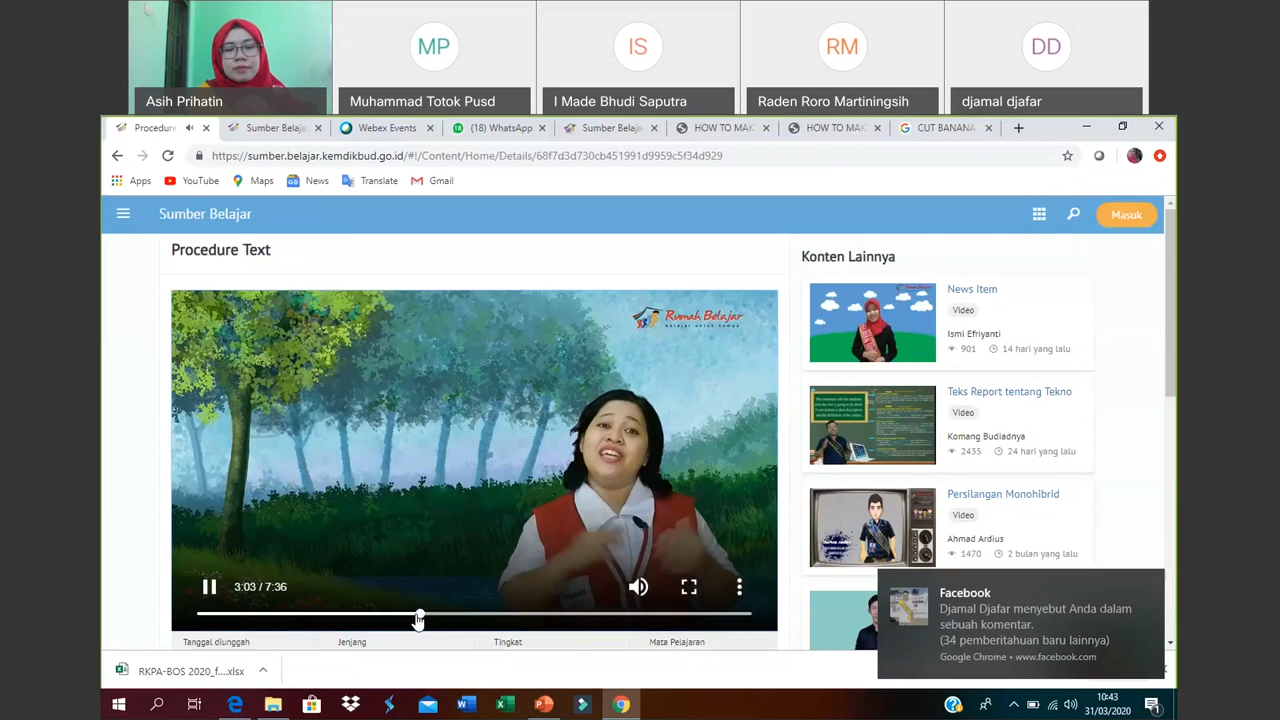 MP
IS
RM
DD
Asih Prihatin
Muhammad Totok Pusd
I Made Bhudi Saputra
Raden Roro Martiningsih
djamal djafar
Procedure
Sumber Belaja
Webex Events
(18) WhatsApp
Sumber Belaja
HOW TO MAK
HOW TO MAK
CUT BANANA
https://sumber.belajar.kemdikbud.go.id/#!/Content/Home/Details/68f7d3d730cb451991d9959c5f34d929
Apps
YouTube
Maps
News
Translate
Gmail
Sumber Belajar
Masuk
Procedure Text
Rumah Belajar
belajar untuk semua
3:03 / 7:36
Tanggal diunggah
Jenjang
Tingkat
Mata Pelajaran
Konten Lainnya
News Item
Video
Ismi Efriyanti
901
14 hari yang lalu
Teks Report tentang Tekno
Video
Komang Budiadnya
2435
24 hari yang lalu
Persilangan Monohibrid
Video
Ahmad Ardius
1470
2 bulan yang lalu
Facebook
Djamal Djafar menyebut Anda dalam
sebuah komentar.
(34 pemberitahuan baru lainnya)
Google Chrome • www.facebook.com
RKPA-BOS 2020_f....xlsx
10:43
31/03/2020